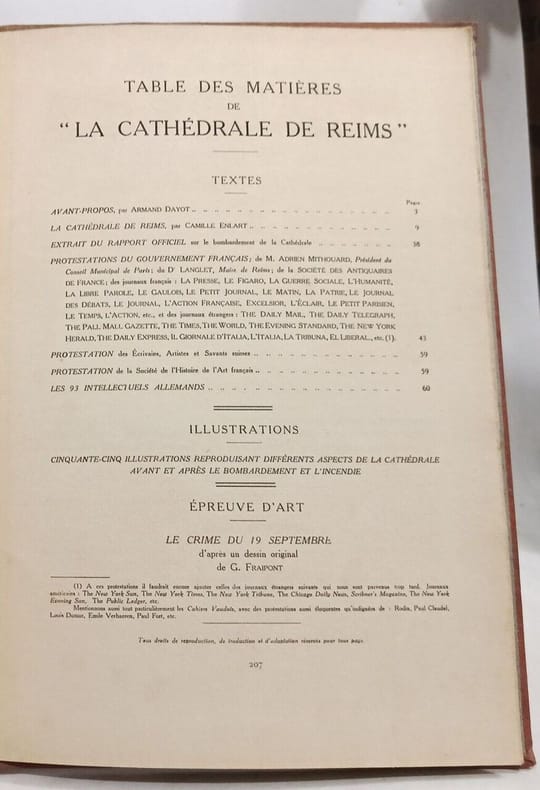 TABLE DES MATIÈRES
DE
"LA CATHÉDRALE DE REIMS"
TEXTES
Pages
AVANT-PROPOS, par ARMAND DAYOT .. .. .. .. .. .. .. .. .. .. .. .. .. .. .. 3
LA CATHÉDRALE DE REIMS, par CAMILLE ENLART .. .. .. .. .. .. .. .. .. .. .. 9
EXTRAIT DU RAPPORT OFFICIEL sur le bombardement de la Cathédrale .. .. .. .. .. .. 38
PROTESTATIONS DU GOUVERNEMENT FRANÇAIS; de M. ADRIEN MITHOUARD, Président du
Conseil Municipal de Paris; du Dr LANGLET, Maire de Reims; de la SOCIÉTÉ DES ANTIQUAIRES
DE FRANCE; des journaux français : LA PRESSE, LE FIGARO, LA GUERRE SOCIALE, L'HUMANITÉ,
LA LIBRE PAROLE, LE GAULOIS, LE PETIT JOURNAL, LE MATIN, LA PATRIE, LE JOURNAL
DES DÉBATS, LE JOURNAL, L'ACTION FRANÇAISE, EXCELSIOR, L'ÉCLAIR, LE PETIT PARISIEN,
LE TEMPS, L'ACTION, etc., et des journaux étrangers : THE DAILY MAIL, THE DAILY TELEGRAPH,
THE PALL MALL GAZETTE, THE TIMES, THE WORLD, THE EVENING STANDARD, THE NEW YORK
HERALD, THE DAILY EXPRESS, IL GIORNALE D'ITALIA, L'ITALIA, LA TRIBUNA, EL LIBERAL, etc. (1). 43
PROTESTATION des Écrivains, Artistes et Savants suisses .. .. .. .. .. .. .. .. .. 59
PROTESTATION de la Société de l'Histoire de l'Art français .. .. .. .. .. .. .. .. .. 59
LES 93 INTELLECTUELS ALLEMANDS .. .. .. .. .. .. .. .. .. .. .. .. .. 60
ILLUSTRATIONS
CINQUANTE-CINQ ILLUSTRATIONS REPRODUISANT DIFFÉRENTS ASPECTS DE LA CATHÉDRALE
AVANT ET APRÈS LE BOMBARDEMENT ET L'INCENDIE
ÉPREUVE D'ART
LE CRIME DU 19 SEPTEMBRE
d'après un dessin original
de G. FRAIPONT
(1) A ces protestations il faudrait encore ajouter celles des journaux étrangers suivants qui nous sont parvenus trop tard. Journaux
américains : The New York Sun, The New York Times, The New York Tribune, The Chicago Daily News, Scribner's Magazine, The New York
Evening Sun, The Public Ledger, etc.
Mentionnons aussi tout particulièrement les Cahiers Vaudois, avec des protestations aussi éloquentes qu'indignées de : Rodin, Paul Claudel,
Louis Dumur, Emile Verhaeren, Paul Fort, etc.
Tous droits de reproduction, de traduction et d'adaptation réservés pour tous pays.
207